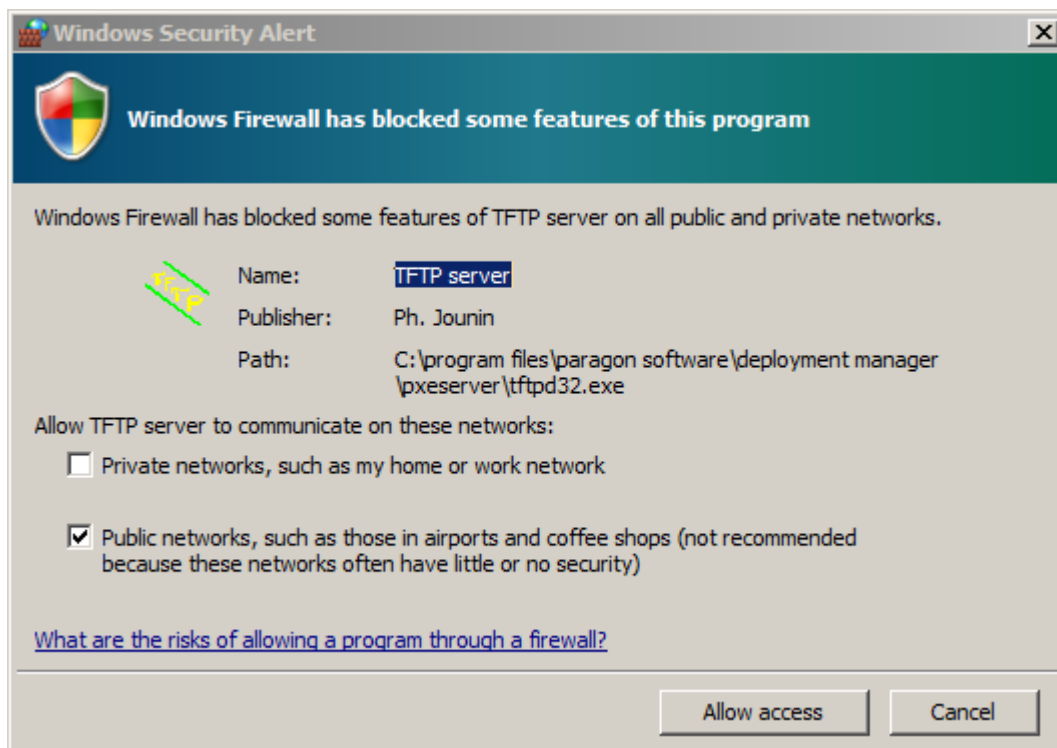 Windows Security Alert
Windows Firewall has blocked some features of this program
Windows Firewall has blocked some features of TFTP server on all public and private networks.
TFTP
Name: TFTP server
Publisher: Ph. Jounin
Path: C:\program files\paragon software\deployment manager
\pxeserver\tftpd32.exe
Allow TFTP server to communicate on these networks:
Private networks, such as my home or work network
Public networks, such as those in airports and coffee shops (not recommended
because these networks often have little or no security)
What are the risks of allowing a program through a firewall?
Allow access Cancel